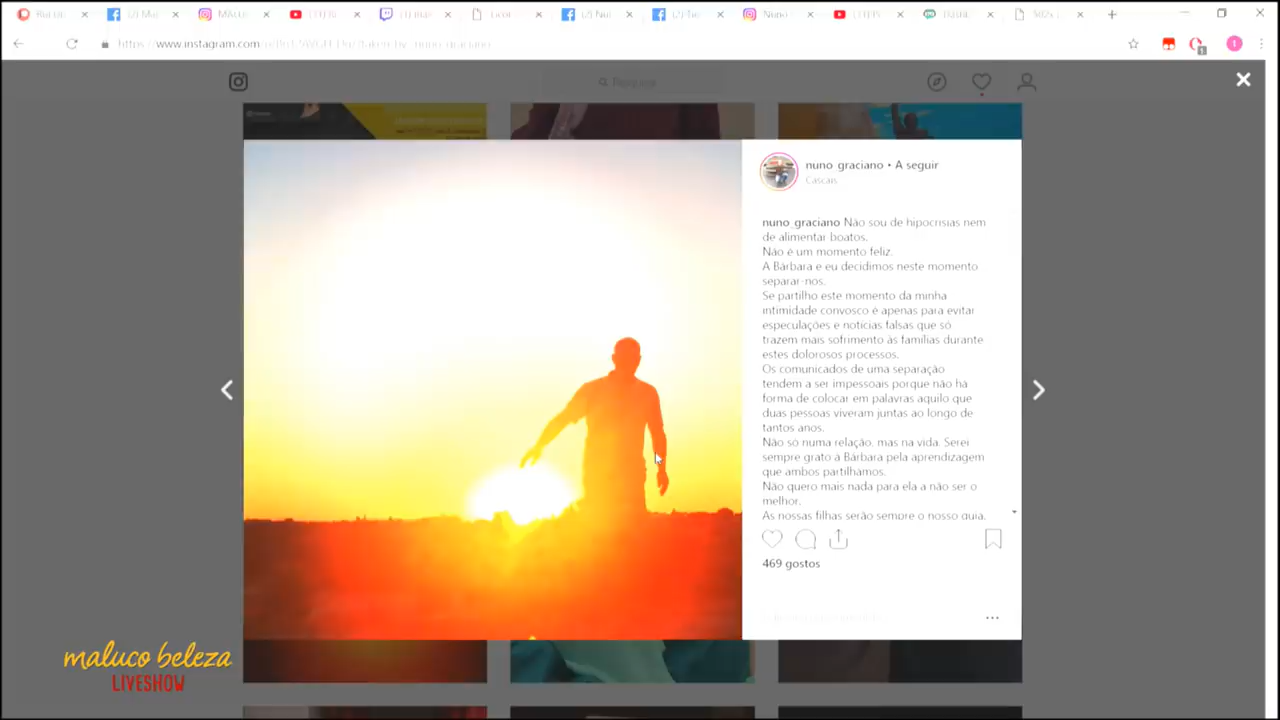 https://www.instagram.com
nuno_graciano • A seguir
Cascais
nuno_graciano Não sou de hipocrisias nem
de alimentar boatos.
Não é um momento feliz.
A Bárbara e eu decidimos neste momento
separar-nos.
Se partilho este momento da minha
intimidade convosco é apenas para evitar
especulações e notícias falsas que só
trazem mais sofrimento às famílias durante
estes dolorosos processos.
Os comunicados de uma separação
tendem a ser impessoais porque não há
forma de colocar em palavras aquilo que
duas pessoas viveram juntas ao longo de
tantos anos.
Não só numa relação, mas na vida. Serei
sempre grato à Bárbara pela aprendizagem
que ambos partilhámos.
Não quero mais nada para ela a não ser o
melhor.
As nossas filhas serão sempre o nosso guia.
469 gostos
maluco beleza
LIVESHOW